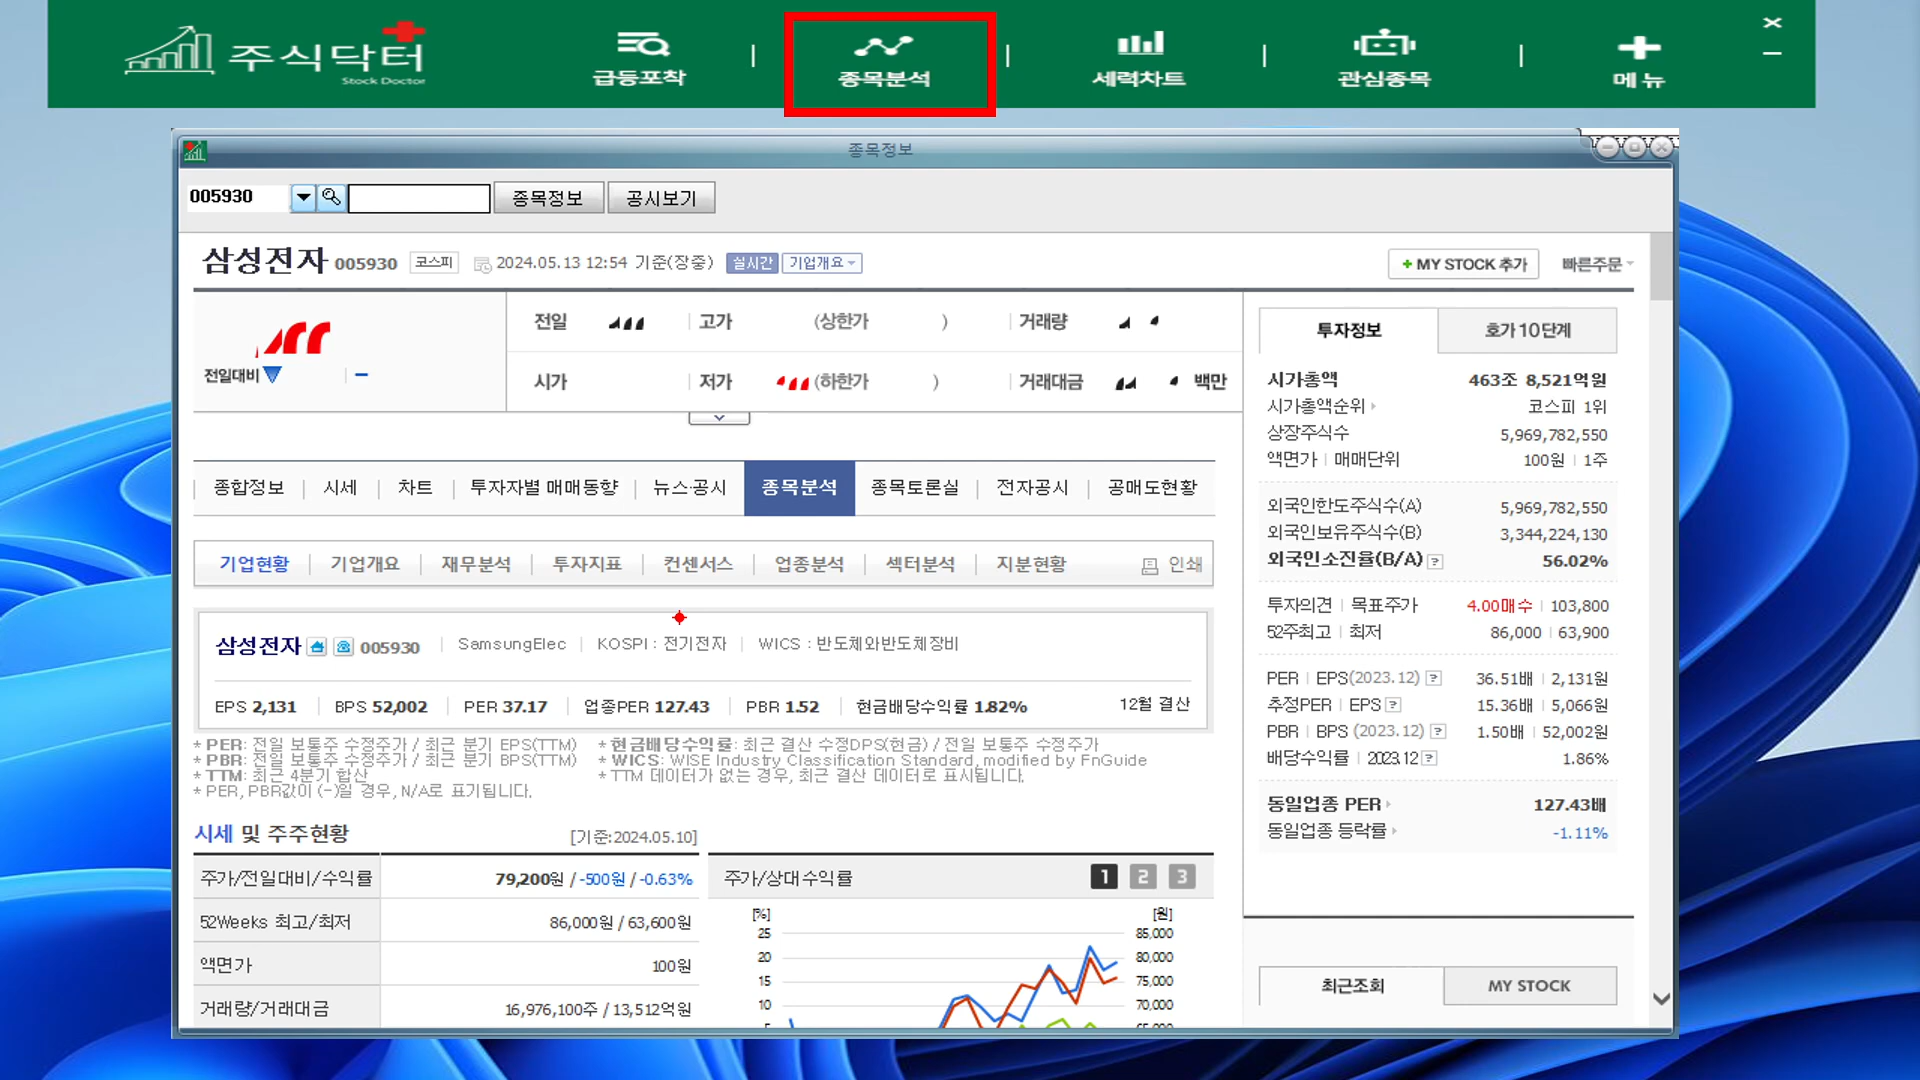 주식닥터
Stock Doctor
급등포착
종목분석
세력차트
관심종목
메뉴
종목정보
005930
종목정보
공시보기
삼성전자 005930 코스피 2024.05.13 12:54 기준(장중) 실시간 기업개요
+ MY STOCK 추가 빠른주문
전일대비
전일 고가 (상한가 ) 거래량
시가 저가 (하한가 ) 거래대금 백만
투자정보 호가 10단계
시가총액 463조 8,521억원
시가총액순위 코스피 1위
상장주식수 5,969,782,550
액면가 | 매매단위 100원 | 1주
외국인한도주식수(A) 5,969,782,550
외국인보유주식수(B) 3,344,224,130
외국인소진율(B/A) ? 56.02%
투자의견 | 목표주가 4.00매수 | 103,800
52주최고 | 최저 86,000 | 63,900
PER | EPS(2023.12) ? 36.51배 | 2,131원
추정PER | EPS ? 15.36배 | 5,066원
PBR | BPS (2023.12) ? 1.50배 | 52,002원
배당수익률 | 2023.12 ? 1.86%
동일업종 PER 127.43배
동일업종 등락률 -1.11%
최근조회 MY STOCK
종합정보 시세 차트 투자자별 매매동향 뉴스·공시 종목분석 종목토론실 전자공시 공매도현황
기업현황 기업개요 재무분석 투자지표 컨센서스 업종분석 섹터분석 지분현황 인쇄
삼성전자 005930 | SamsungElec | KOSPI : 전기전자 | WICS : 반도체와반도체장비
EPS 2,131 | BPS 52,002 | PER 37.17 | 업종PER 127.43 | PBR 1.52 | 현금배당수익률 1.82% 12월 결산
* PER: 전일 보통주 수정주가 / 최근 분기 EPS(TTM) * 현금배당수익률: 최근 결산 수정DPS(현금) / 전일 보통주 수정주가
* PBR: 전일 보통주 수정주가 / 최근 분기 BPS(TTM) * WICS: WISE Industry Classification Standard, modified by FnGuide
* TTM: 최근 4분기 합산 * TTM 데이터가 없는 경우, 최근 결산 데이터로 표시됩니다.
* PER, PBR값이 (-)일 경우, N/A로 표기됩니다.
시세 및 주주현황 [기준:2024.05.10]
주가/전일대비/수익률 79,200원 / -500원 / -0.63%
52Weeks 최고/최저 86,000원 / 63,600원
액면가 100원
거래량/거래대금 16,976,100주 / 13,512억원
주가/상대수익률 1 2 3
[%] [원]
25 85,000
20 80,000
15 75,000
10 70,000